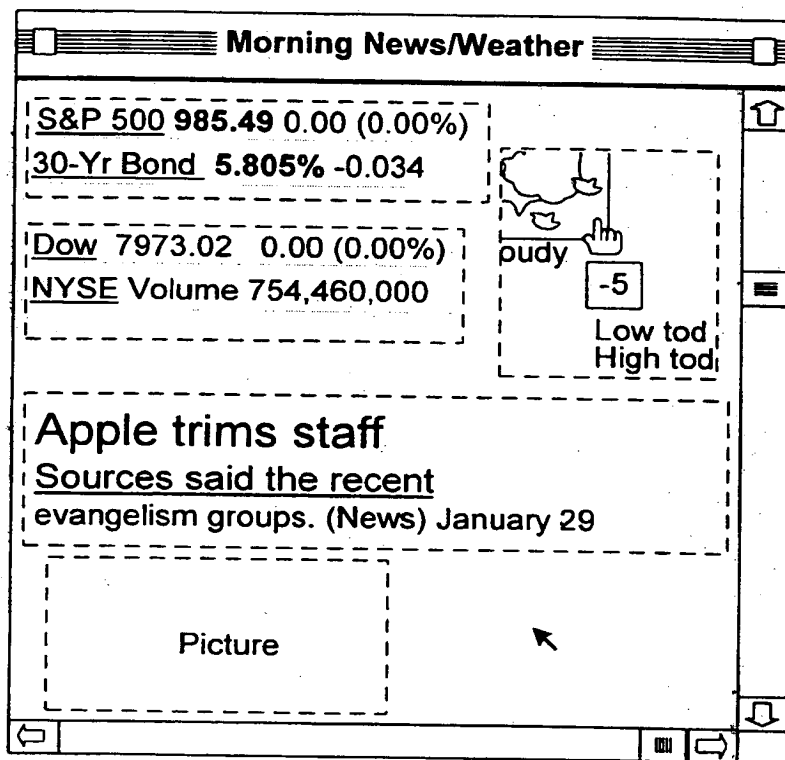 Morning News/Weather
S&P 500 985.49 0.00 (0.00%)
30-Yr Bond 5.805% -0.034
Dow 7973.02 0.00 (0.00%)
NYSE Volume 754,460,000
oudy
-5
Low tod
High tod
Apple trims staff
Sources said the recent
evangelism groups. (News) January 29
Picture